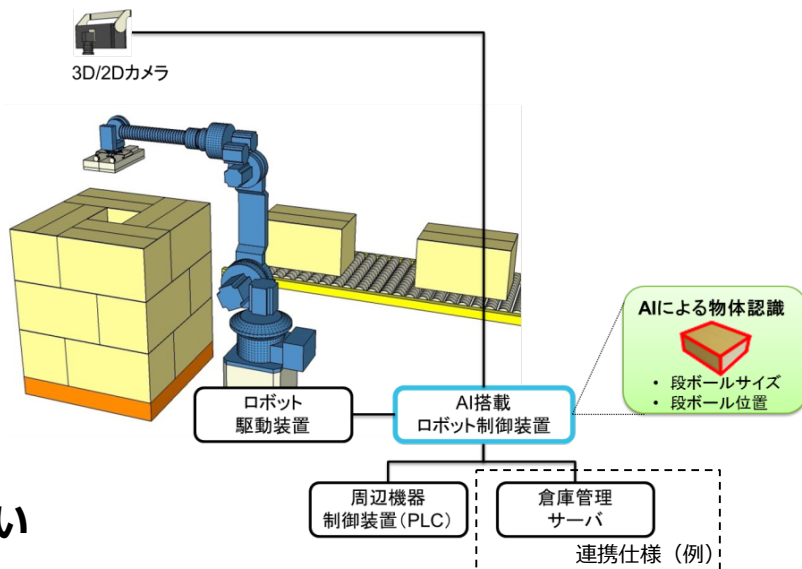 3D/2Dカメラ
AIによる物体認識
・ 段ボールサイズ
・ 段ボール位置
ロボット
駆動装置
AI搭載
ロボット制御装置
周辺機器
制御装置(PLC)
倉庫管理
サーバ
い
連携仕様（例）